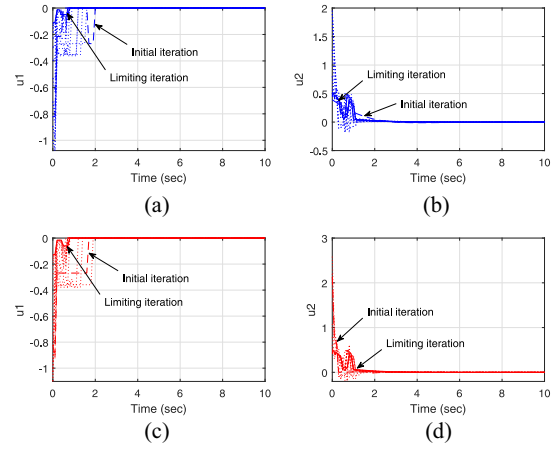 0
-0.2
-0.4
-0.6
-0.8
-1
u1
Initial iteration
Limiting iteration
0 2 4 6 8 10
Time (sec)
(a)
2
1.5
1
0.5
0
-0.5
u2
Limiting iteration
Initial iteration
0 2 4 6 8 10
Time (sec)
(b)
0
-0.2
-0.4
-0.6
-0.8
-1
u1
Initial iteration
Limiting iteration
0 2 4 6 8 10
Time (sec)
(c)
3
2
1
0
u2
Initial iteration
Limiting iteration
0 2 4 6 8 10
Time (sec)
(d)